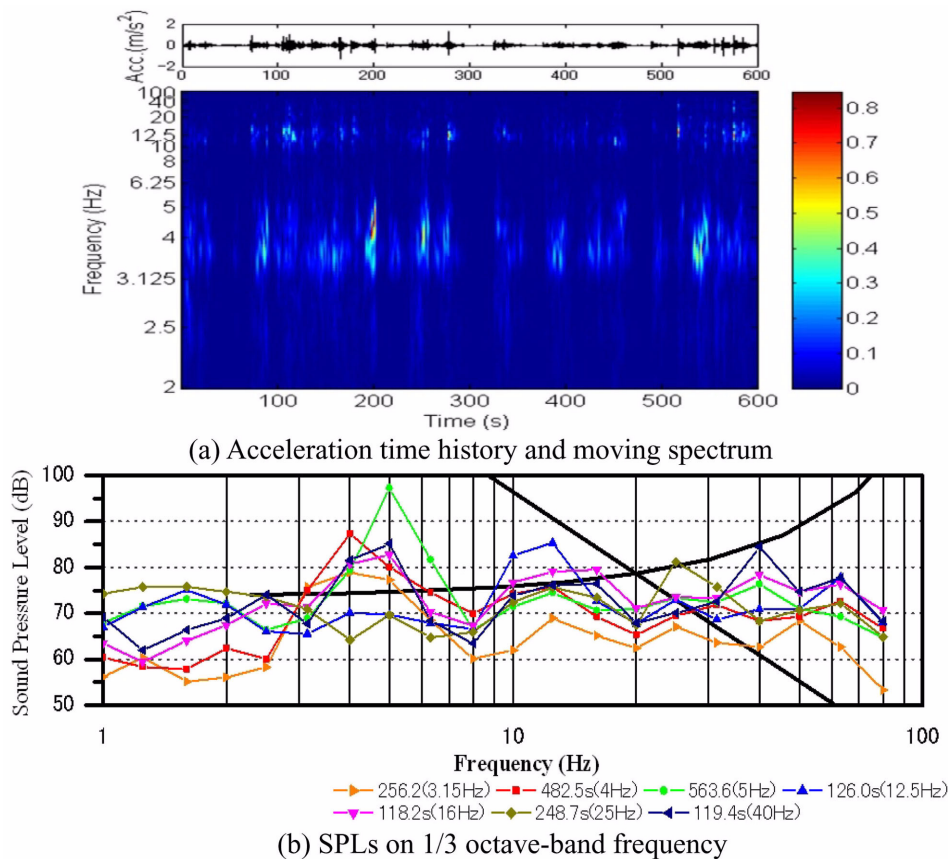 Acc.(m/s²)
2
0
−2
0 100 200 300 400 500 600
Frequency (Hz)
100
40
20
12.5
10
8
6.25
5
4
3.125
2.5
2
100 200 300 400 500 600
Time (s)
0.8
0.7
0.6
0.5
0.4
0.3
0.2
0.1
0
(a) Acceleration time history and moving spectrum
Sound Pressure Level (dB)
100
90
80
70
60
50
1 10 100
Frequency (Hz)
256.2(3.15Hz) 482.5s(4Hz) 563.6(5Hz) 126.0s(12.5Hz)
118.2s(16Hz) 248.7s(25Hz) 119.4s(40Hz)
(b) SPLs on 1/3 octave-band frequency